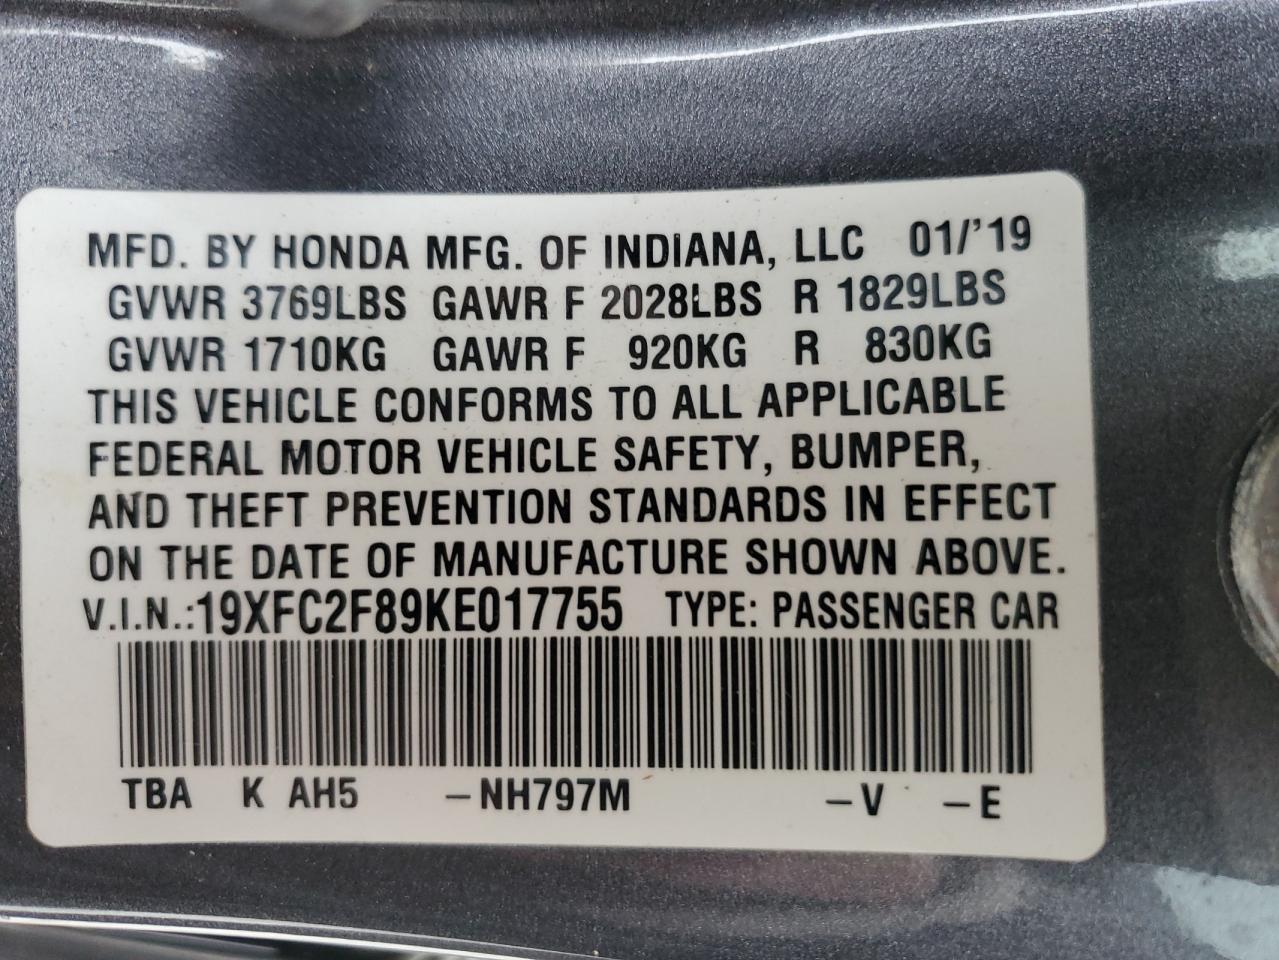 MFD. BY HONDA MFG. OF INDIANA, LLC 01/'19
GVWR 3769LBS GAWR F 2028LBS R 1829LBS
GVWR 1710KG GAWR F 920KG R 830KG
THIS VEHICLE CONFORMS TO ALL APPLICABLE
FEDERAL MOTOR VEHICLE SAFETY, BUMPER,
AND THEFT PREVENTION STANDARDS IN EFFECT
ON THE DATE OF MANUFACTURE SHOWN ABOVE.
V.I.N.:19XFC2F89KE017755 TYPE: PASSENGER CAR
TBA K AH5 –NH797M –V –E